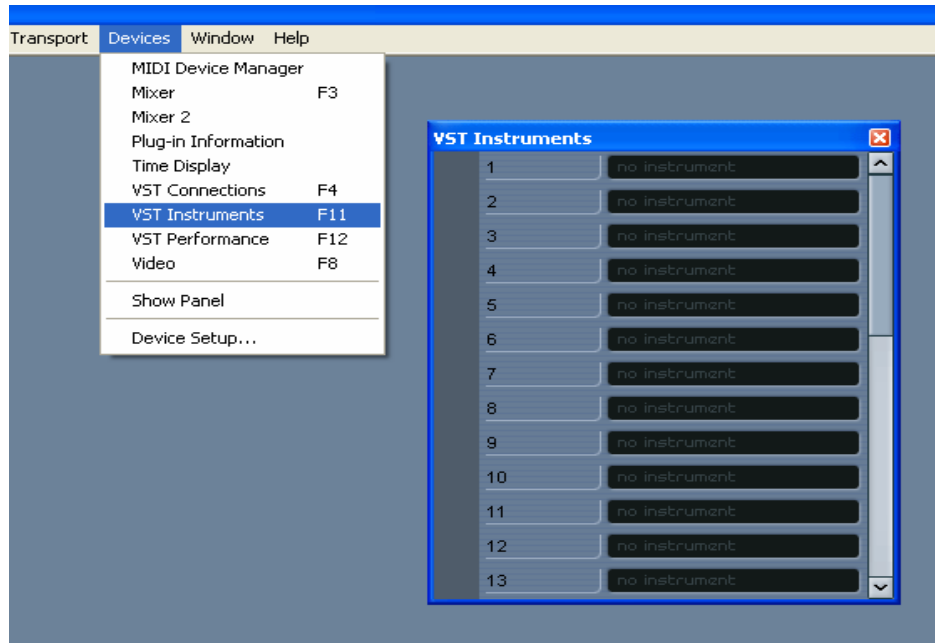 Transport Devices Window Help
MIDI Device Manager
Mixer F3
Mixer 2
Plug-in Information
Time Display
VST Connections F4
VST Instruments F11
VST Performance F12
Video F8
Show Panel
Device Setup...
VST Instruments
1 no instrument
2 no instrument
3 no instrument
4 no instrument
5 no instrument
6 no instrument
7 no instrument
8 no instrument
9 no instrument
10 no instrument
11 no instrument
12 no instrument
13 no instrument